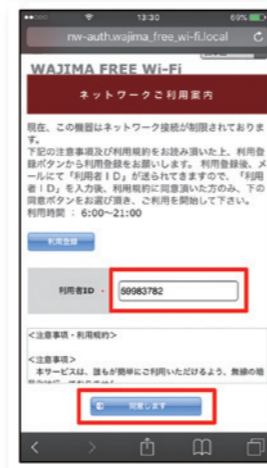 13:30
69%
nw-auth.wajima_free_wi-fi.local
WAJIMA FREE Wi-Fi
ネットワークご利用案内
現在、この機器はネットワーク接続が制限されておりま
す。
下記の注意事項及び利用規約をお読み頂いた上、利用登
録ボタンから利用登録をお願いします。 利用登録後、メ
ールにて「利用者ＩＤ」が送られてきますので、「利用
者ＩＤ」を入力後、利用規約に同意頂いた方のみ、下の
同意ボタンをお選び頂き、ご利用を開始して下さい。
利用時間 ： 6:00~21:00
利用登録
利用者ID
59983782
<注意事項・利用規約>
<注意事項>
本サービスは、誰もが簡単にご利用いただけるよう、無線の暗
同意します